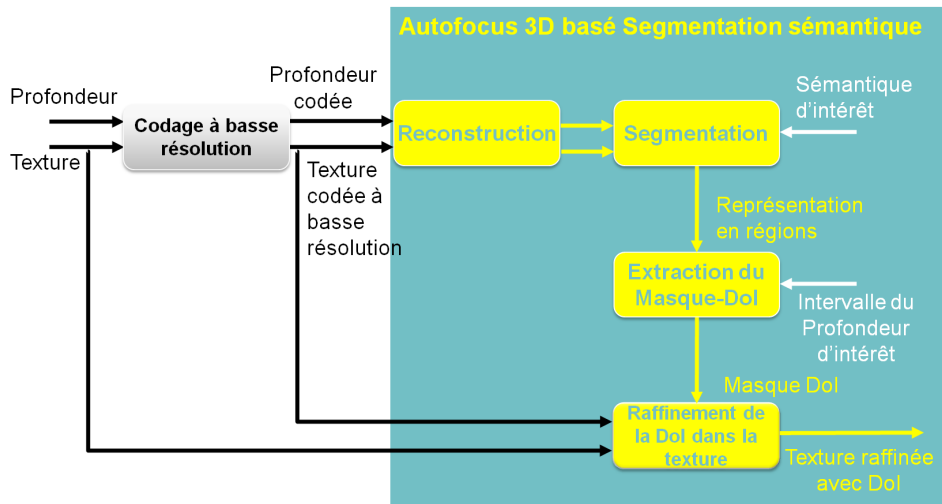 Autofocus 3D basé Segmentation sémantique
Profondeur
Texture
Codage à basse
résolution
Profondeur
codée
Texture
codée à
basse
résolution
Reconstruction
Segmentation
Sémantique
d'intérêt
Représentation
en régions
Extraction du
Masque-DoI
Intervalle du
Profondeur
d'intérêt
Masque DoI
Raffinement de
la DoI dans la
texture
Texture raffinée
avec DoI